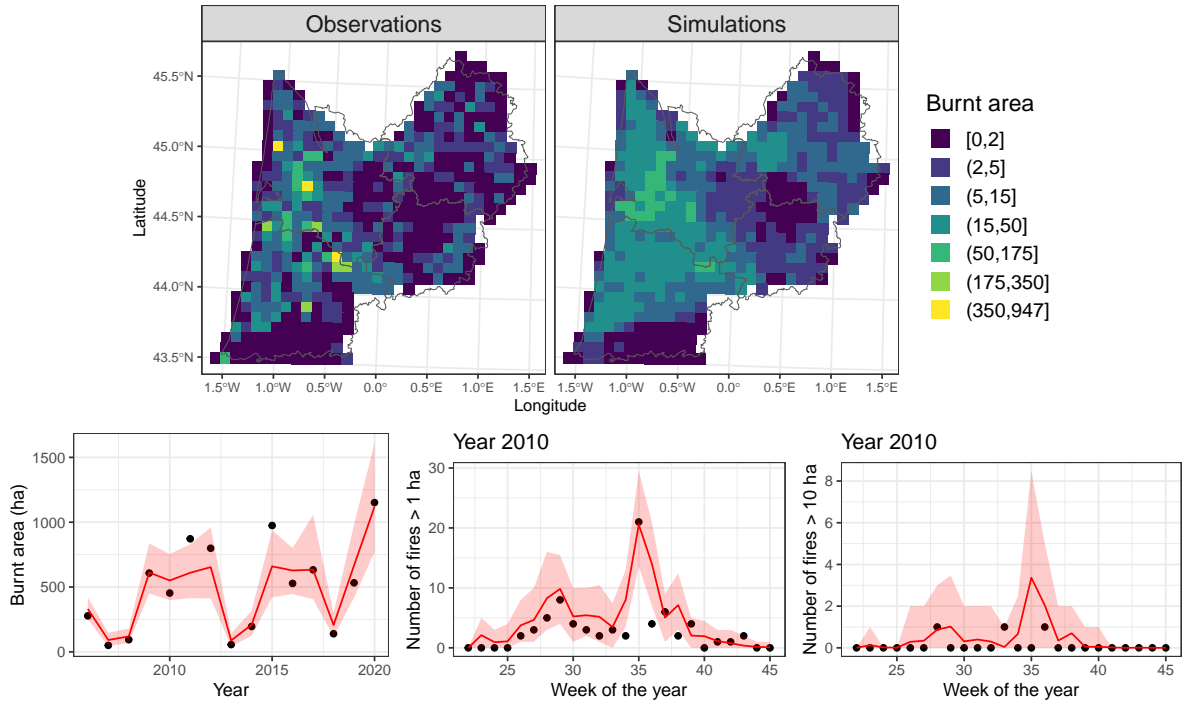 Observations
Simulations
45.5°N
45.0°N
44.5°N
44.0°N
43.5°N
Latitude
1.5°W 1.0°W 0.5°W 0.0° 0.5°E 1.0°E 1.5°E
1.5°W 1.0°W 0.5°W 0.0° 0.5°E 1.0°E 1.5°E
Longitude
Burnt area
[0,2]
(2,5]
(5,15]
(15,50]
(50,175]
(175,350]
(350,947]
Burnt area (ha)
1500
1000
500
0
2010 2015 2020
Year
Year 2010
Number of fires > 1 ha
30
20
10
0
25 30 35 40 45
Week of the year
Year 2010
Number of fires > 10 ha
8
6
4
2
0
25 30 35 40 45
Week of the year